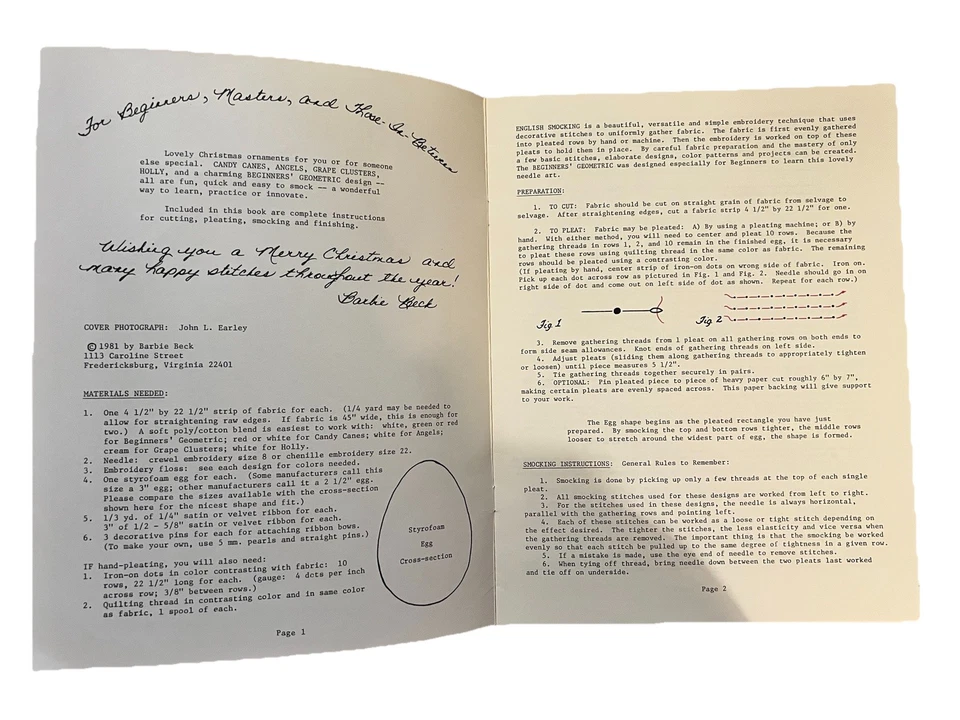 For Beginners, Masters, and Those-In-Between
Lovely Christmas ornaments for you or for someone
else special. CANDY CANES, ANGELS, GRAPE CLUSTERS,
HOLLY, and a charming BEGINNERS' GEOMETRIC design --
all are fun, quick and easy to smock -- a wonderful
way to learn, practice or innovate.
Included in this book are complete instructions
for cutting, pleating, smocking and finishing.
Wishing you a Merry Christmas and
many happy stitches throughout the year!
Barbie Beck
COVER PHOTOGRAPH: John L. Earley
© 1981 by Barbie Beck
1113 Caroline Street
Fredericksburg, Virginia 22401
MATERIALS NEEDED:
1. One 4 1/2" by 22 1/2" strip of fabric for each. (1/4 yard may be needed to
allow for straightening raw edges. If fabric is 45" wide, this is enough for
two.) A soft poly/cotton blend is easiest to work with: white, green or red
for Beginners' Geometric; red or white for Candy Canes; white for Angels;
cream for Grape Clusters; white for Holly.
2. Needle: crewel embroidery size 8 or chenille embroidery size 22.
3. Embroidery floss: see each design for colors needed.
4. One styrofoam egg for each. (Some manufacturers call this
size a 3" egg; other manufacturers call it a 2 1/2" egg.
Please compare the sizes available with the cross-section
shown here for the nicest shape and fit.)
5. 1/3 yd. of 1/4" satin or velvet ribbon for each.
3" of 1/2 - 5/8" satin or velvet ribbon for each.
6. 3 decorative pins for each for attaching ribbon bows.
(To make your own, use 5 mm. pearls and straight pins.)
Styrofoam
Egg
Cross-section
IF hand-pleating, you will also need:
1. Iron-on dots in color contrasting with fabric: 10
rows, 22 1/2" long for each. (gauge: 4 dots per inch
across row; 3/8" between rows.)
2. Quilting thread in contrasting color and in same color
as fabric, 1 spool of each.
Page 1
ENGLISH SMOCKING is a beautiful, versatile and simple embroidery technique that uses
decorative stitches to uniformly gather fabric. The fabric is first evenly gathered
into pleated rows by hand or machine. Then the embroidery is worked on top of these
pleats to hold them in place. By careful fabric preparation and the mastery of only
a few basic stitches, elaborate designs, color patterns and projects can be created.
The BEGINNERS' GEOMETRIC was designed especially for Beginners to learn this lovely
needle art.
PREPARATION:
1. TO CUT: Fabric should be cut on straight grain of fabric from selvage to
selvage. After straightening edges, cut a fabric strip 4 1/2" by 22 1/2" for one.
2. TO PLEAT: Fabric may be pleated: A) By using a pleating machine; or B) by
hand. With either method, you will need to center and pleat 10 rows. Because the
gathering threads in rows 1, 2, and 10 remain in the finished egg, it is necessary
to pleat these rows using quilting thread in the same color as fabric. The remaining
rows should be pleated using a contrasting color.
(If pleating by hand, center strip of iron-on dots on wrong side of fabric. Iron on.
Pick up each dot across row as pictured in Fig. 1 and Fig. 2. Needle should go in on
right side of dot and come out on left side of dot as shown. Repeat for each row.)
Fig 1
Fig 2
3. Remove gathering threads from 1 pleat on all gathering rows on both ends to
form side seam allowances. Knot ends of gathering threads on left side.
4. Adjust pleats (sliding them along gathering threads to appropriately tighten
or loosen) until piece measures 5 1/2".
5. Tie gathering threads together securely in pairs.
6. OPTIONAL: Pin pleated piece to piece of heavy paper cut roughly 6" by 7",
making certain pleats are evenly spaced across. This paper backing will give support
to your work.
The Egg shape begins as the pleated rectangle you have just
prepared. By smocking the top and bottom rows tighter, the middle rows
looser to stretch around the widest part of egg, the shape is formed.
SMOCKING INSTRUCTIONS: General Rules to Remember:
1. Smocking is done by picking up only a few threads at the top of each single
pleat.
2. All smocking stitches used for these designs are worked from left to right.
3. For the stitches used in these designs, the needle is always horizontal,
parallel with the gathering rows and pointing left.
4. Each of these stitches can be worked as a loose or tight stitch depending on
the effect desired. The tighter the stitches, the less elasticity and vice versa when
the gathering threads are removed. The important thing is that the smocking be worked
evenly so that each stitch be pulled up to the same degree of tightness in a given row.
5. If a mistake is made, use the eye end of needle to remove stitches.
6. When tying off thread, bring needle down between the two pleats last worked
and tie off on underside.
Page 2